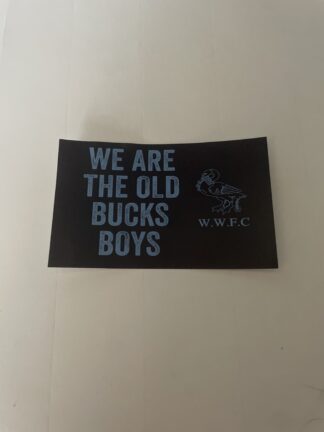 WE ARE
THE OLD
BUCKS
BOYS
W.W.F.C